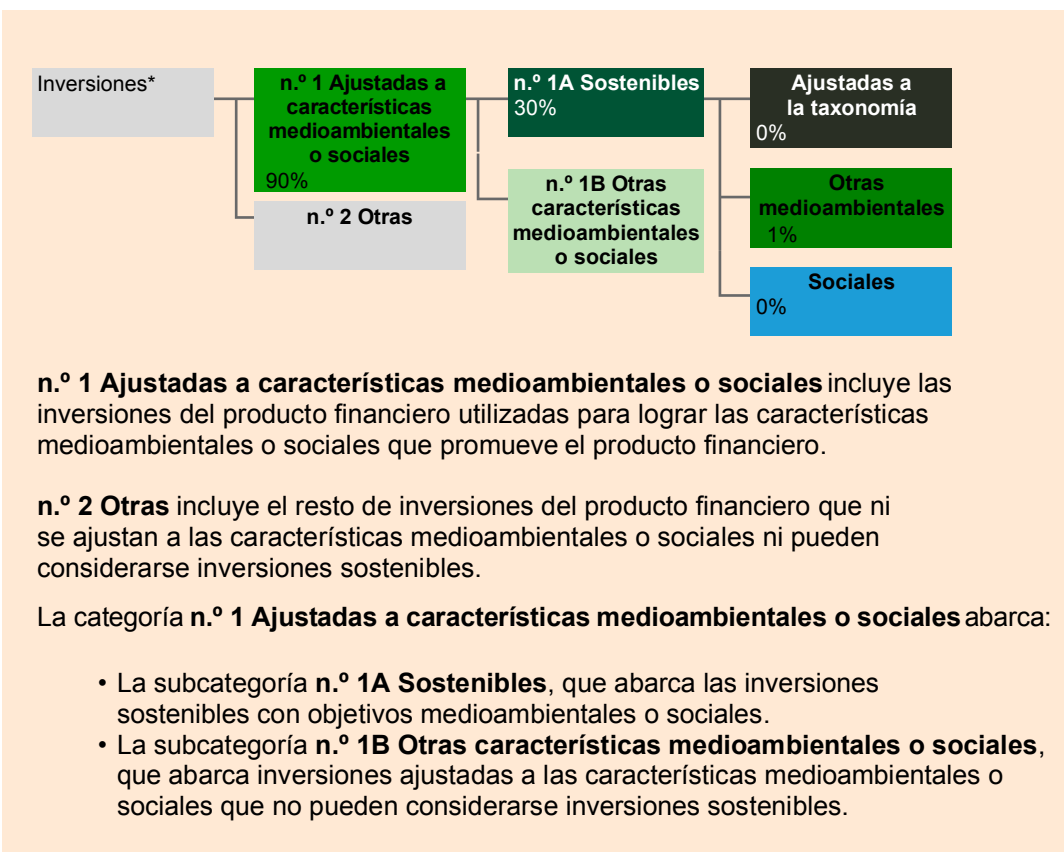 Inversiones*
n.º 1 Ajustadas a
características
medioambientales
o sociales
90%
n.º 2 Otras
n.º 1A Sostenibles
30%
n.º 1B Otras
características
medioambientales
o sociales
Ajustadas a
la taxonomía
0%
Otras
medioambientales
1%
Sociales
0%
n.º 1 Ajustadas a características medioambientales o sociales incluye las
inversiones del producto financiero utilizadas para lograr las características
medioambientales o sociales que promueve el producto financiero.
n.º 2 Otras incluye el resto de inversiones del producto financiero que ni
se ajustan a las características medioambientales o sociales ni pueden
considerarse inversiones sostenibles.
La categoría n.º 1 Ajustadas a características medioambientales o sociales abarca:
• La subcategoría n.º 1A Sostenibles, que abarca las inversiones
sostenibles con objetivos medioambientales o sociales.
• La subcategoría n.º 1B Otras características medioambientales o sociales,
que abarca inversiones ajustadas a las características medioambientales o
sociales que no pueden considerarse inversiones sostenibles.